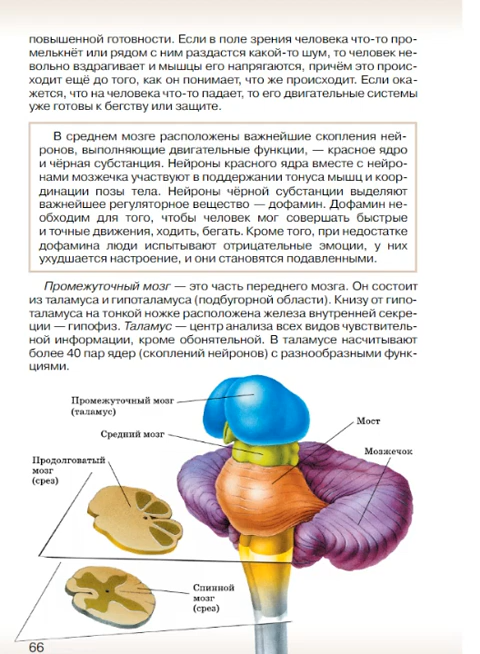 повышенной готовности. Если в поле зрения человека что-то про-
мелькнёт или рядом с ним раздастся какой-то шум, то человек не-
вольно вздрагивает и мышцы его напрягаются, причём это проис-
ходит ещё до того, как он понимает, что же происходит. Если ока-
жется, что на человека что-то падает, то его двигательные системы
уже готовы к бегству или защите.
В среднем мозге расположены важнейшие скопления ней-
ронов, выполняющие двигательные функции, — красное ядро
и чёрная субстанция. Нейроны красного ядра вместе с нейро-
нами мозжечка участвуют в поддержании тонуса мышц и коор-
динации позы тела. Нейроны чёрной субстанции выделяют
важнейшее регуляторное вещество — дофамин. Дофамин не-
обходим для того, чтобы человек мог совершать быстрые
и точные движения, ходить, бегать. Кроме того, при недостатке
дофамина люди испытывают отрицательные эмоции, у них
ухудшается настроение, и они становятся подавленными.
Промежуточный мозг — это часть переднего мозга. Он состоит
из таламуса и гипоталамуса (подбугорной области). Книзу от гипо-
таламуса на тонкой ножке расположена железа внутренней секре-
ции — гипофиз. Таламус — центр анализа всех видов чувствитель-
ной информации, кроме обонятельной. В таламусе насчитывают
более 40 пар ядер (скоплений нейронов) с разнообразными функ-
циями.
Промежуточный мозг
(таламус)
Мост
Средний мозг
Мозжечок
Продолговатый
мозг
(срез)
Спинной
мозг
(срез)
66